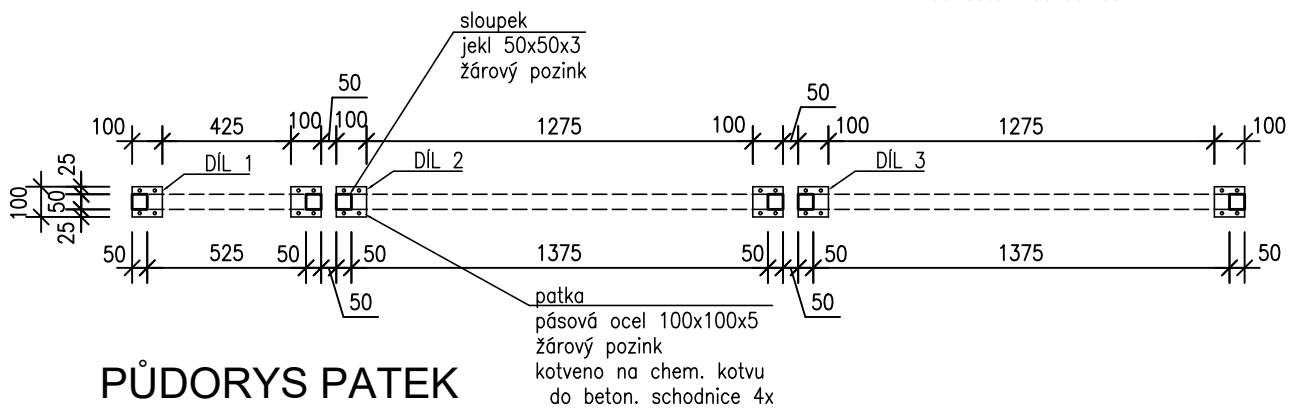 sloupek
jekl 50x50x3
žárový pozink
50
50
100 425 100 100 1275 100 100 1275 100
DÍL 1 DÍL 2 DÍL 3
100 25 50 25
50 525 50 50 1375 50 50 1375 50
50 50
patka
pásová ocel 100x100x5
žárový pozink
kotveno na chem. kotvu
do beton. schodnice 4x
PŮDORYS PATEK